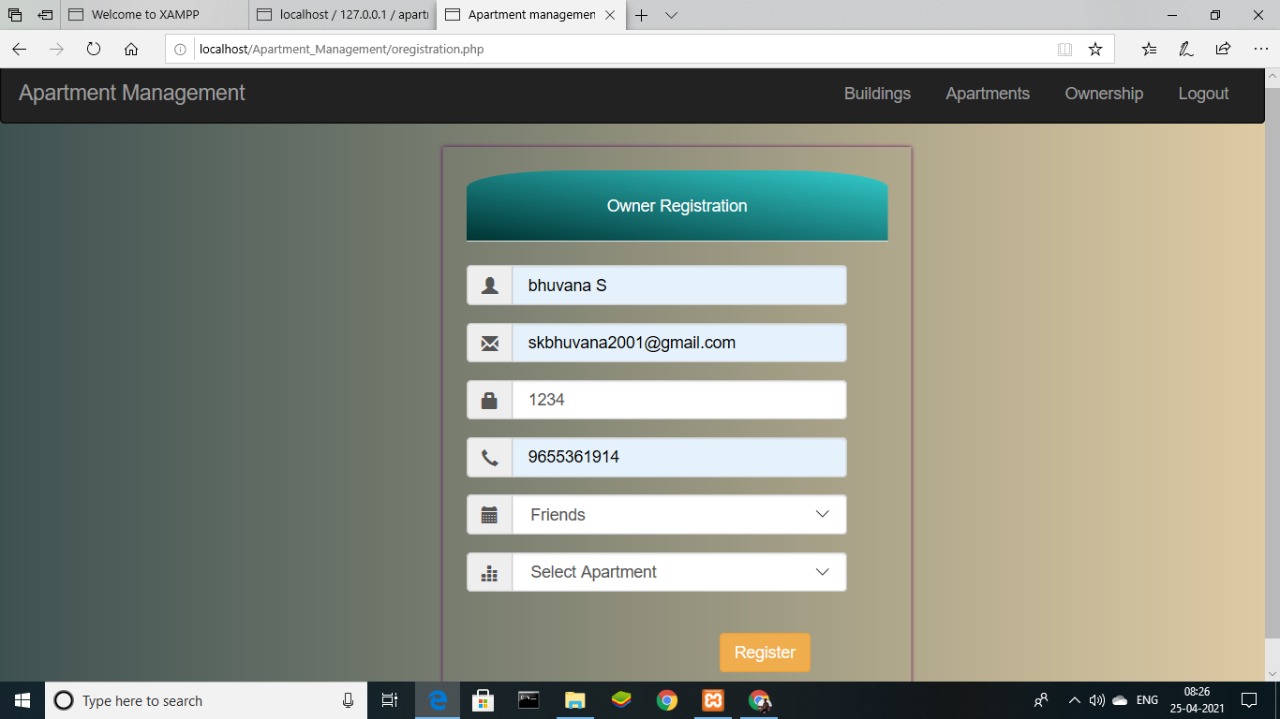 Welcome to XAMPP
localhost / 127.0.0.1 / apart
Apartment managemen
localhost/Apartment_Management/oregistration.php
Apartment Management
Buildings
Apartments
Ownership
Logout
Owner Registration
bhuvana S
skbhuvana2001@gmail.com
1234
9655361914
Friends
Select Apartment
Register
Type here to search
ENG
08:26
25-04-2021